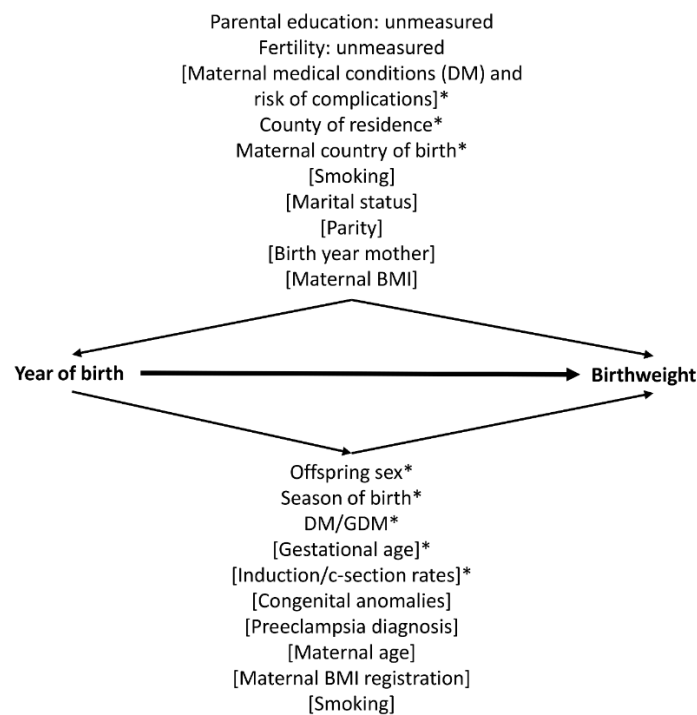 Parental education: unmeasured
Fertility: unmeasured
[Maternal medical conditions (DM) and
risk of complications]*
County of residence*
Maternal country of birth*
[Smoking]
[Marital status]
[Parity]
[Birth year mother]
[Maternal BMI]
Year of birth
Birthweight
Offspring sex*
Season of birth*
DM/GDM*
[Gestational age]*
[Induction/c-section rates]*
[Congenital anomalies]
[Preeclampsia diagnosis]
[Maternal age]
[Maternal BMI registration]
[Smoking]